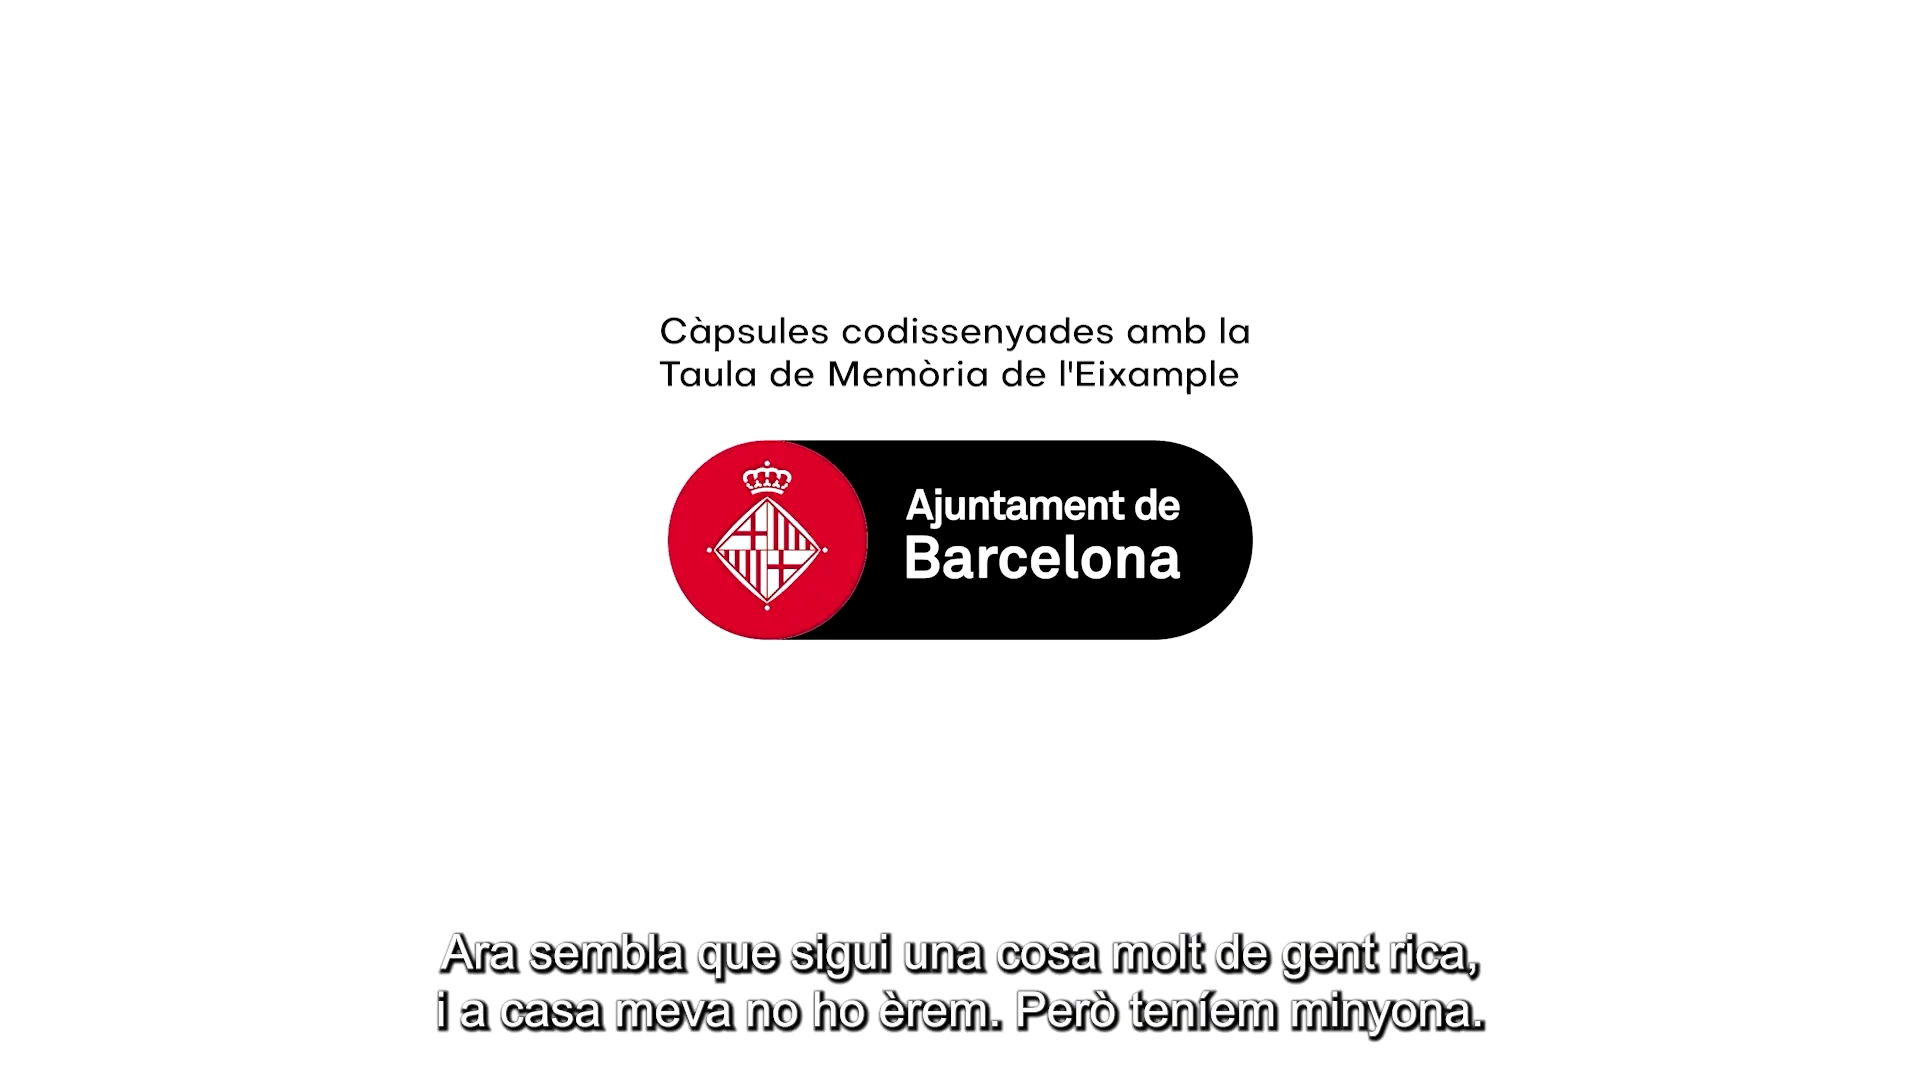 Càpsules codissenyades amb la
Taula de Memòria de l'Eixample
Ajuntament de
Barcelona
Ara sembla que sigui una cosa molt de gent rica,
i a casa meva no ho èrem. Però teníem minyona.